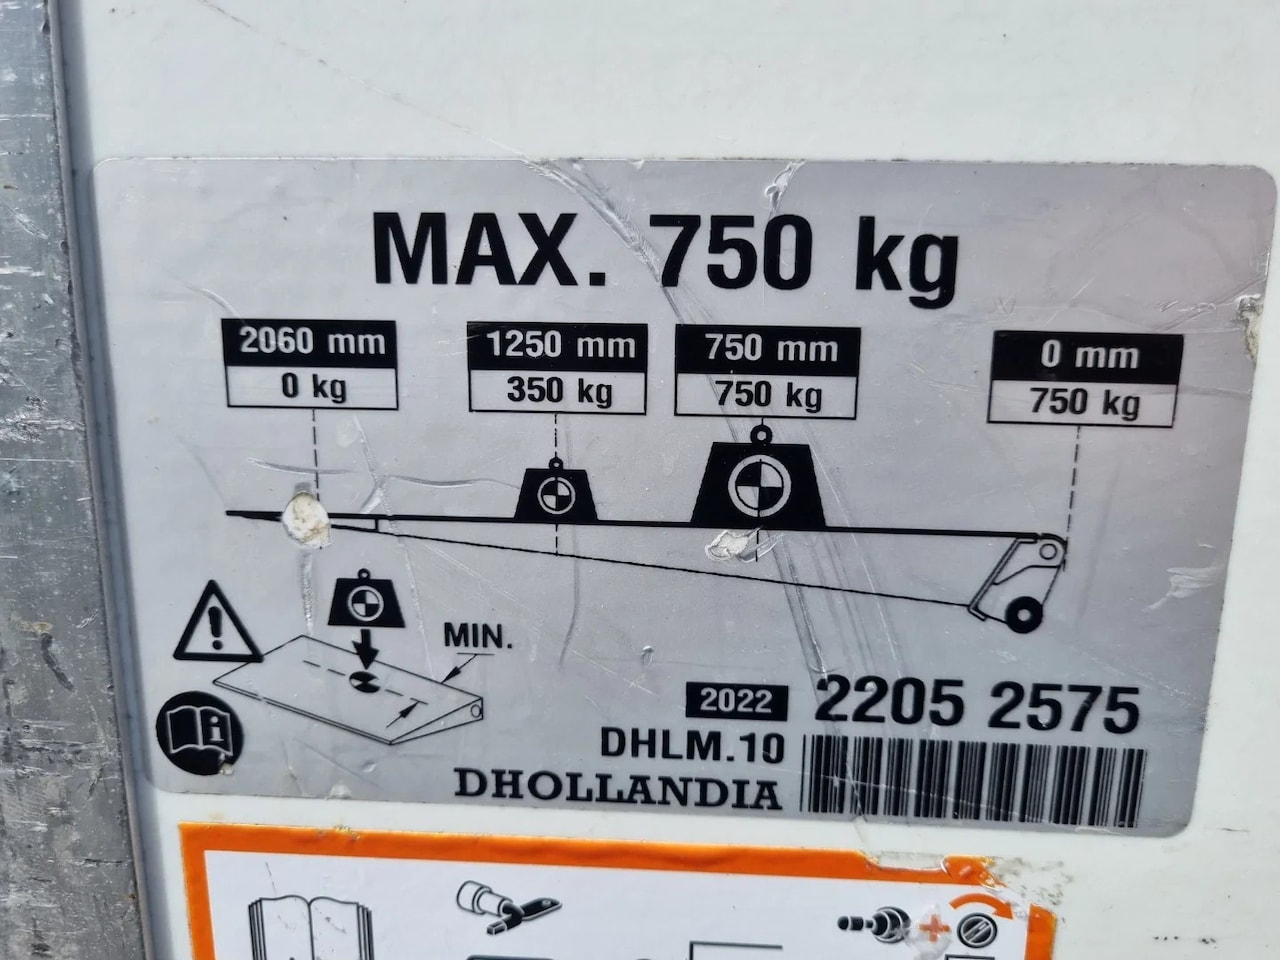 MAX. 750 kg
2060 mm
0 kg
1250 mm
350 kg
750 mm
750 kg
0 mm
750 kg
MIN.
2022 2205 2575
DHLM.10
DHOLLANDIA